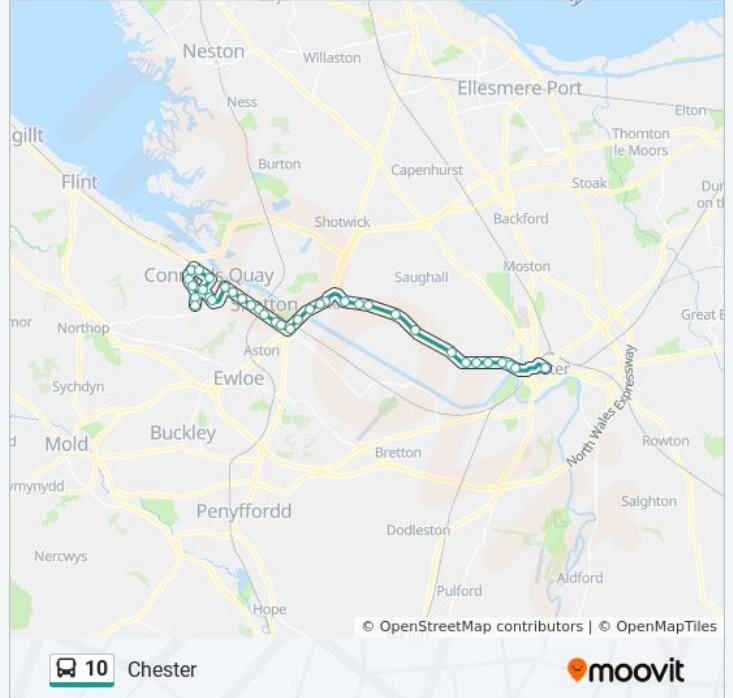 Neston
Willaston
Ellesmere Port
Ness
Elton
gillt
Thornton
le Moors
Burton
Capenhurst
Flint
Stoak
Shotwick
Backford
Moston
Saughall
Northop
Aston
Ewloe
Sychdyn
North Wales Expressway
Buckley
Mold
Rowton
Bretton
Penyffordd
Saighton
Dodleston
Nercwys
Aldford
Pulford
Hope
© OpenStreetMap contributors | © OpenMapTiles
10 Chester
moovit